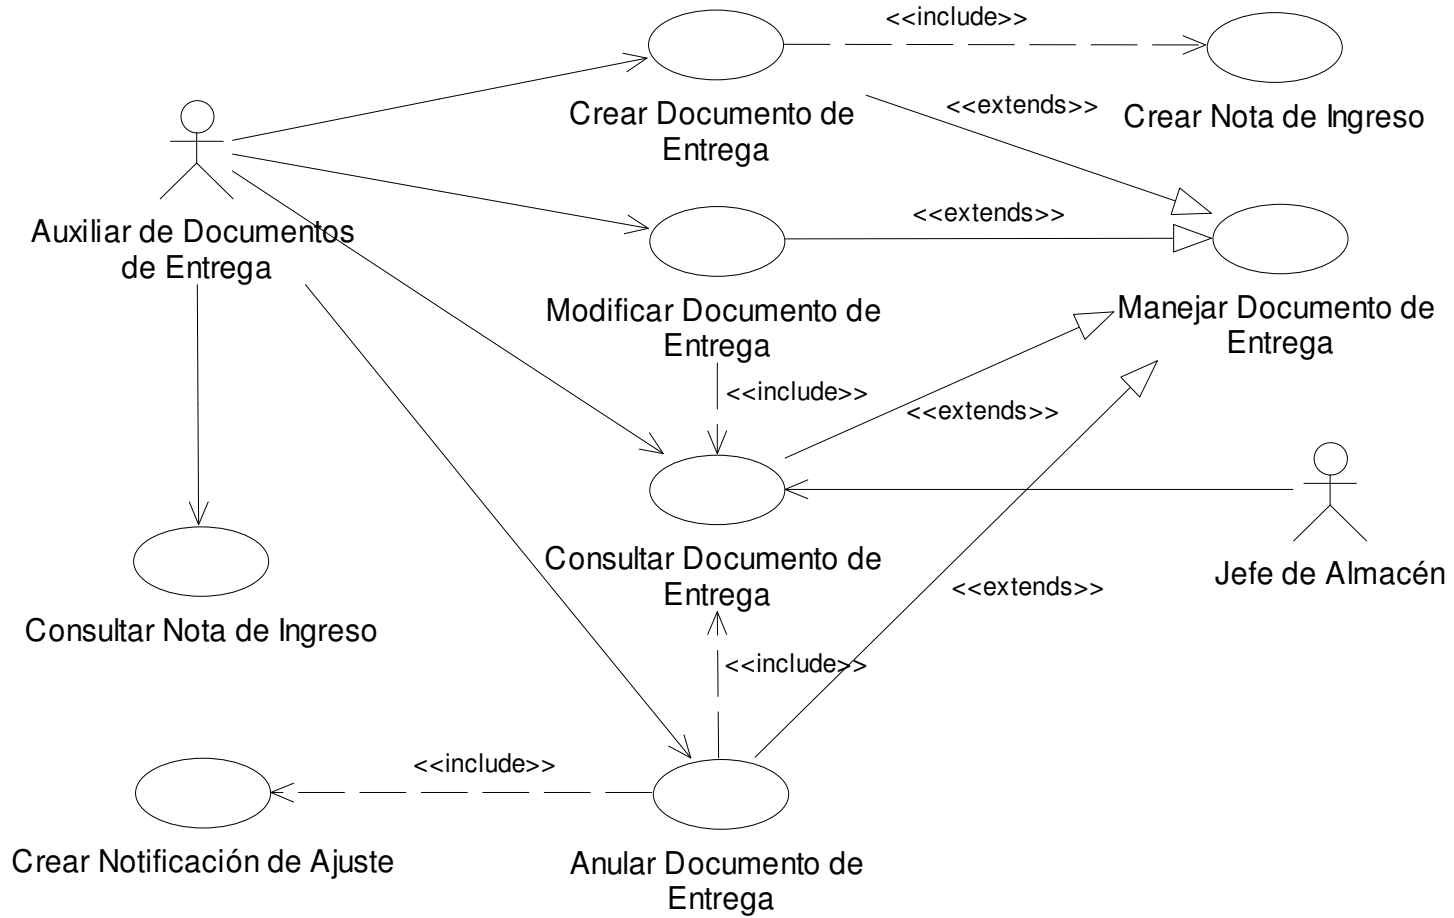 <<include>>
Crear Documento de
Entrega
<<extends>>
Crear Nota de Ingreso
Auxiliar de Documentos
de Entrega
<<extends>>
Modificar Documento de
Entrega
Manejar Documento de
Entrega
<<include>>
<<extends>>
Consultar Documento de
Entrega
Jefe de Almacén
<<extends>>
Consultar Nota de Ingreso
<<include>>
<<include>>
Crear Notificación de Ajuste
Anular Documento de
Entrega